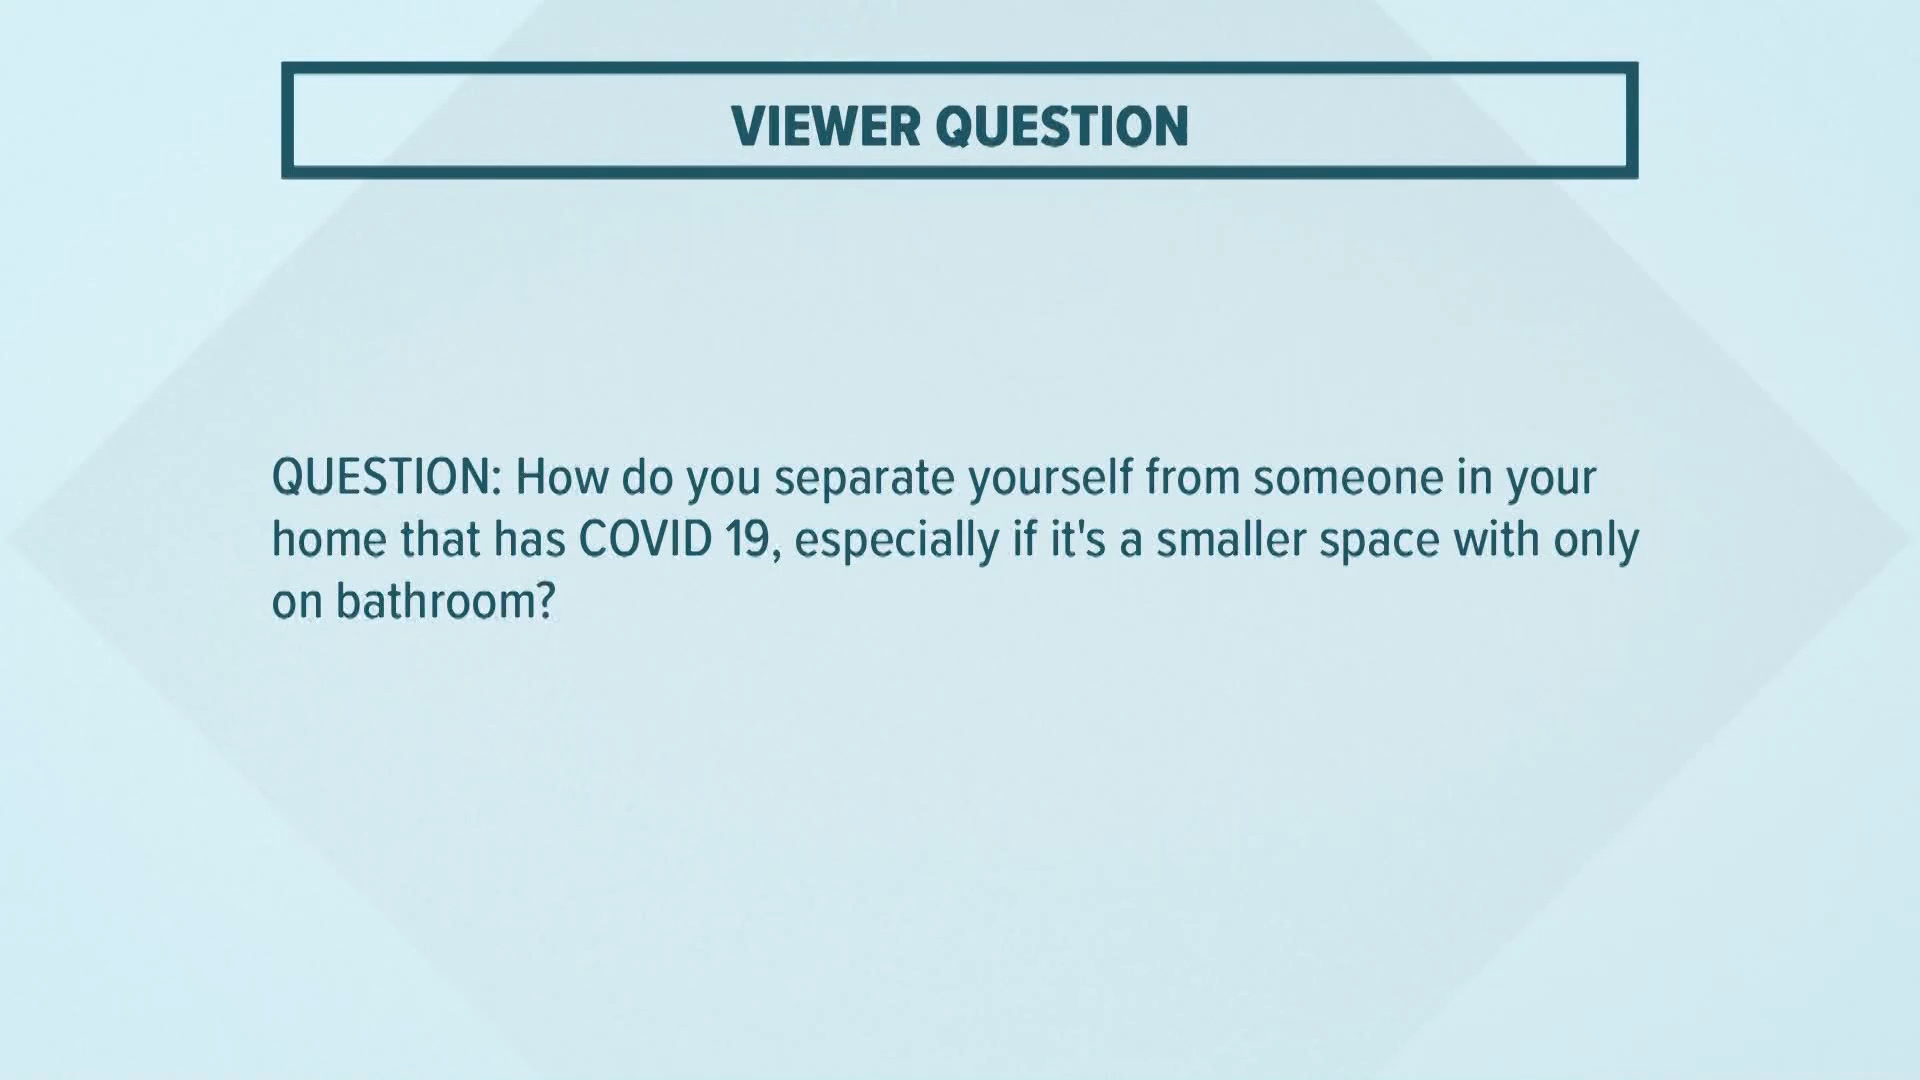 VIEWER QUESTION
QUESTION: How do you separate yourself from someone in your
home that has COVID 19, especially if it's a smaller space with only
on bathroom?